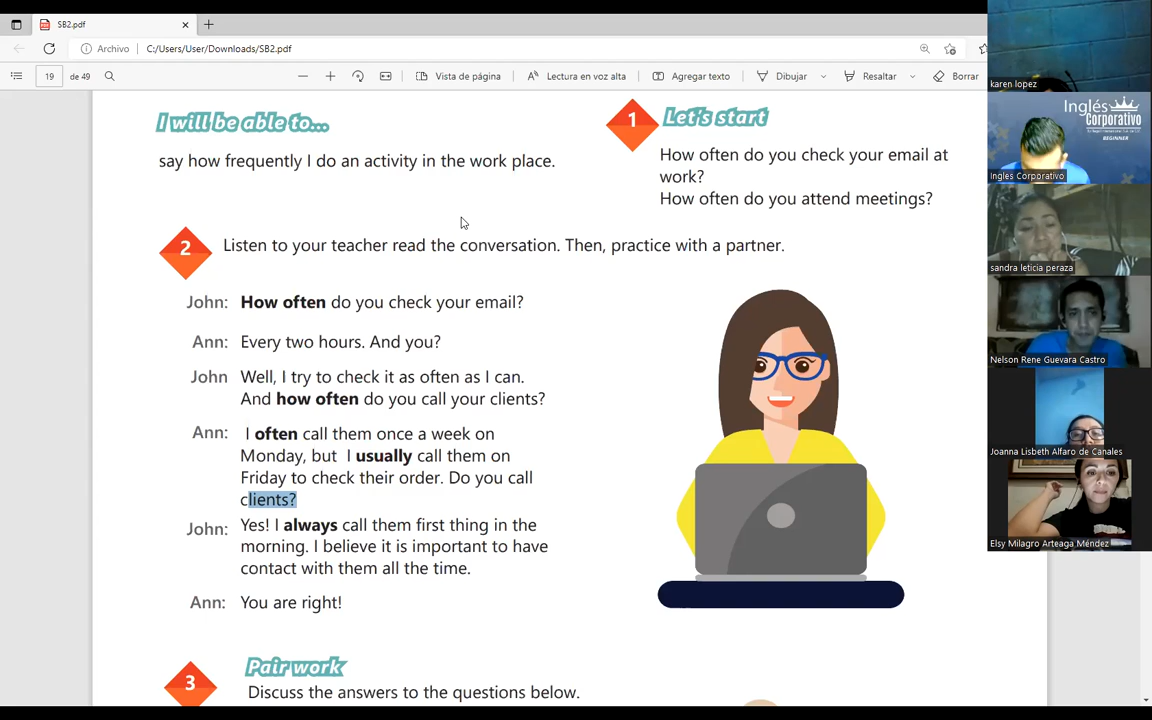 SB2.pdf
Archivo
C:/Users/User/Downloads/SB2.pdf
19
de 49
Vista de página
Lectura en voz alta
Agregar texto
Dibujar
Resaltar
Borrar
I will be able to...
say how frequently I do an activity in the work place.
1
Let's start
How often do you check your email at
work?
How often do you attend meetings?
2
Listen to your teacher read the conversation. Then, practice with a partner.
John: How often do you check your email?
Ann: Every two hours. And you?
John Well, I try to check it as often as I can.
And how often do you call your clients?
Ann: I often call them once a week on
Monday, but I usually call them on
Friday to check their order. Do you call
clients?
John: Yes! I always call them first thing in the
morning. I believe it is important to have
contact with them all the time.
Ann: You are right!
3
Pair work
Discuss the answers to the questions below.
karen lopez
Inglés
Corporativo
BEGINNER
Ingles Corporativo
sandra leticia peraza
Nelson Rene Guevara Castro
Joanna Lisbeth Alfaro de Canales
Elsy Milagro Arteaga Méndez